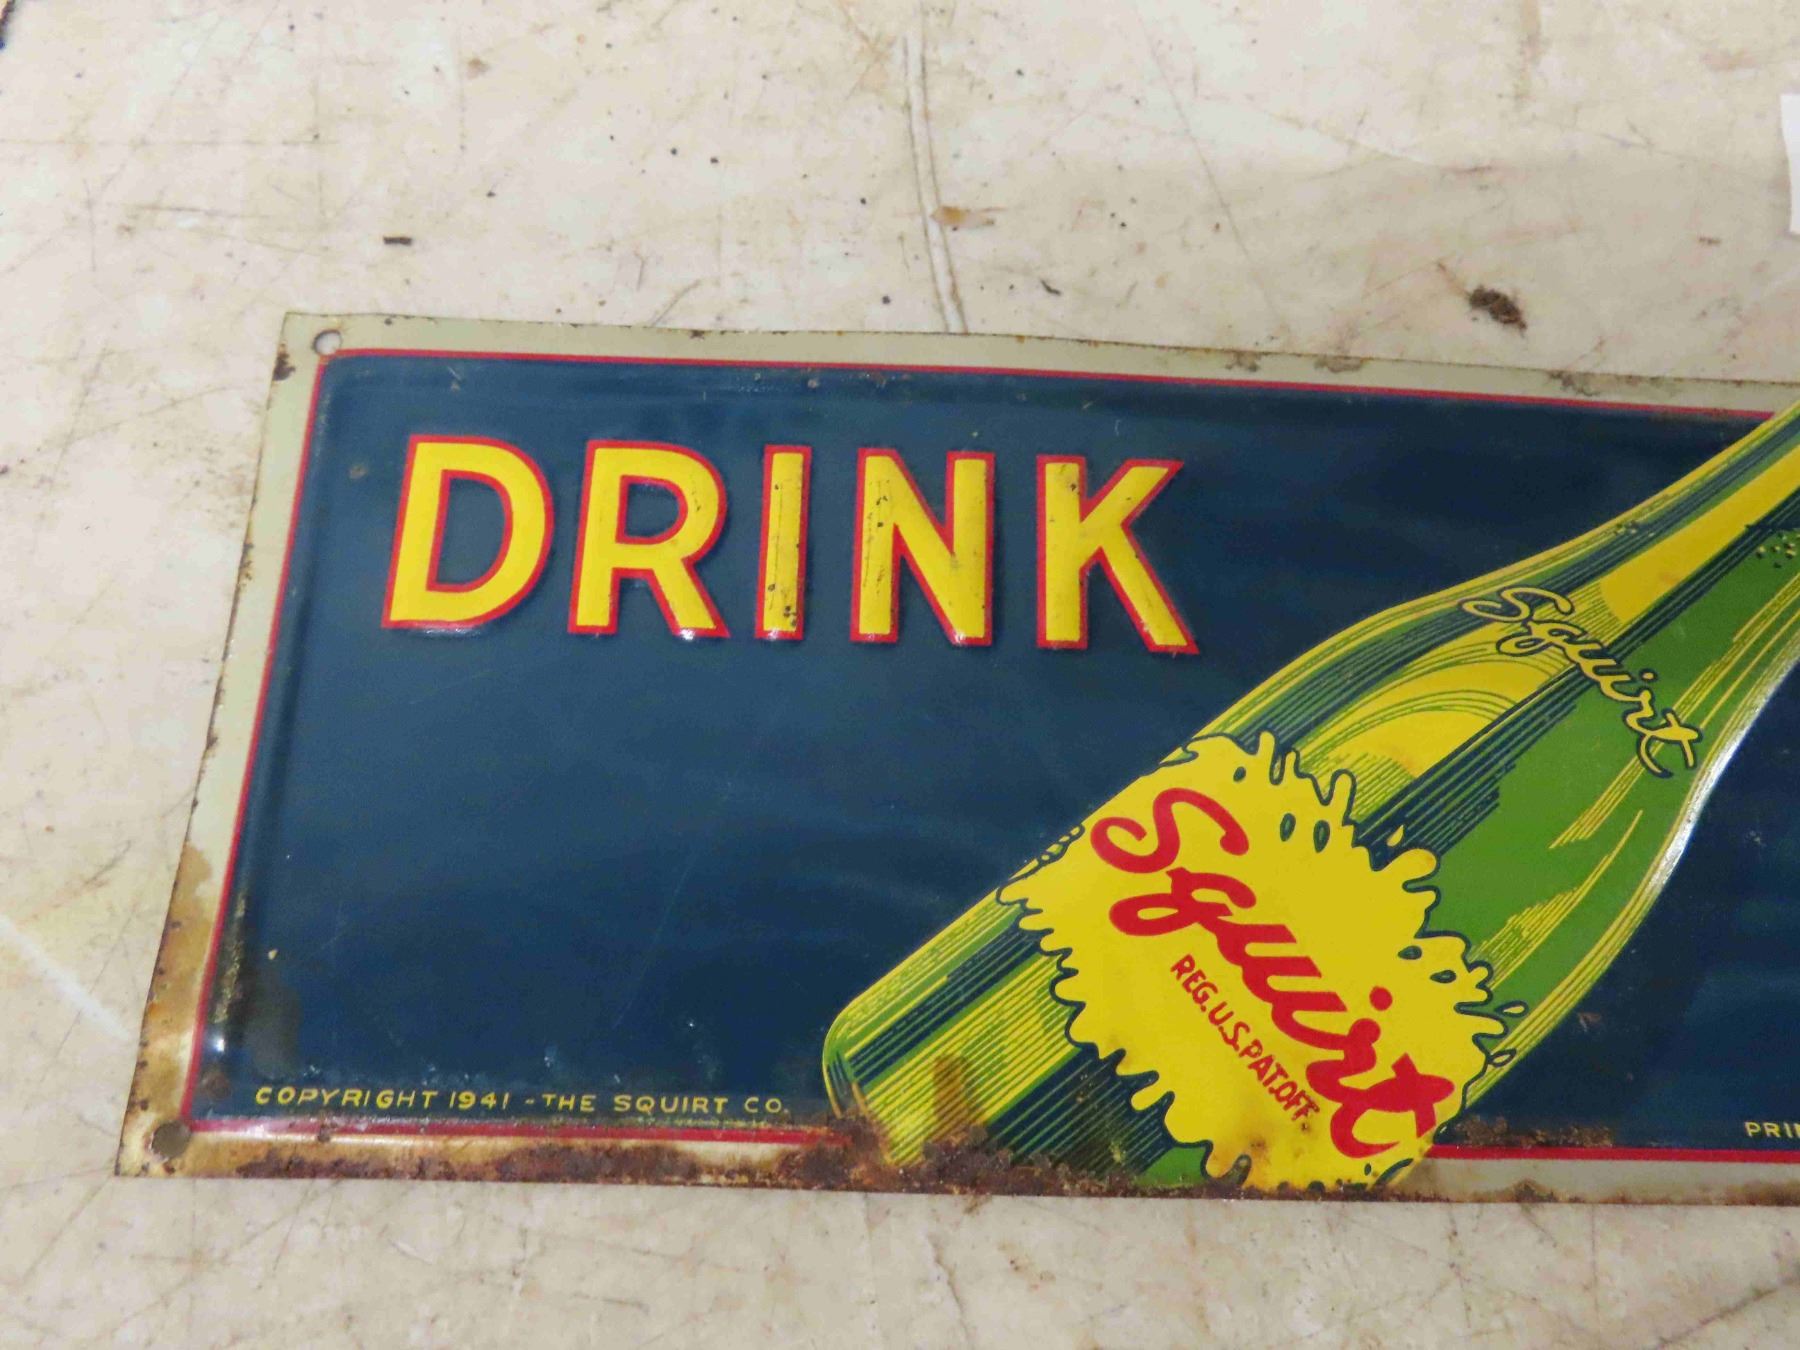 DRINK
Squirt
Squirt
REG.U.S.PAT.OFF.
COPYRIGHT 1941 - THE SQUIRT CO.